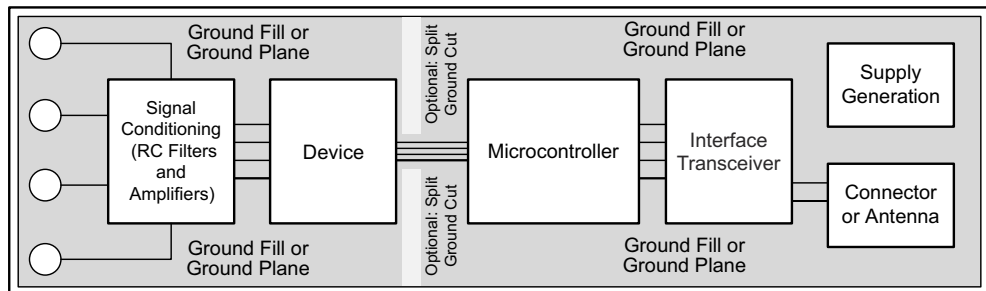 Ground Fill or
Ground Plane
Optional: Split
Ground Cut
Ground Fill or
Ground Plane
Supply
Generation
Signal
Conditioning
(RC Filters
and
Amplifiers)
Device
Microcontroller
Interface
Transceiver
Connector
or Antenna
Ground Fill or
Ground Plane
Optional: Split
Ground Cut
Ground Fill or
Ground Plane